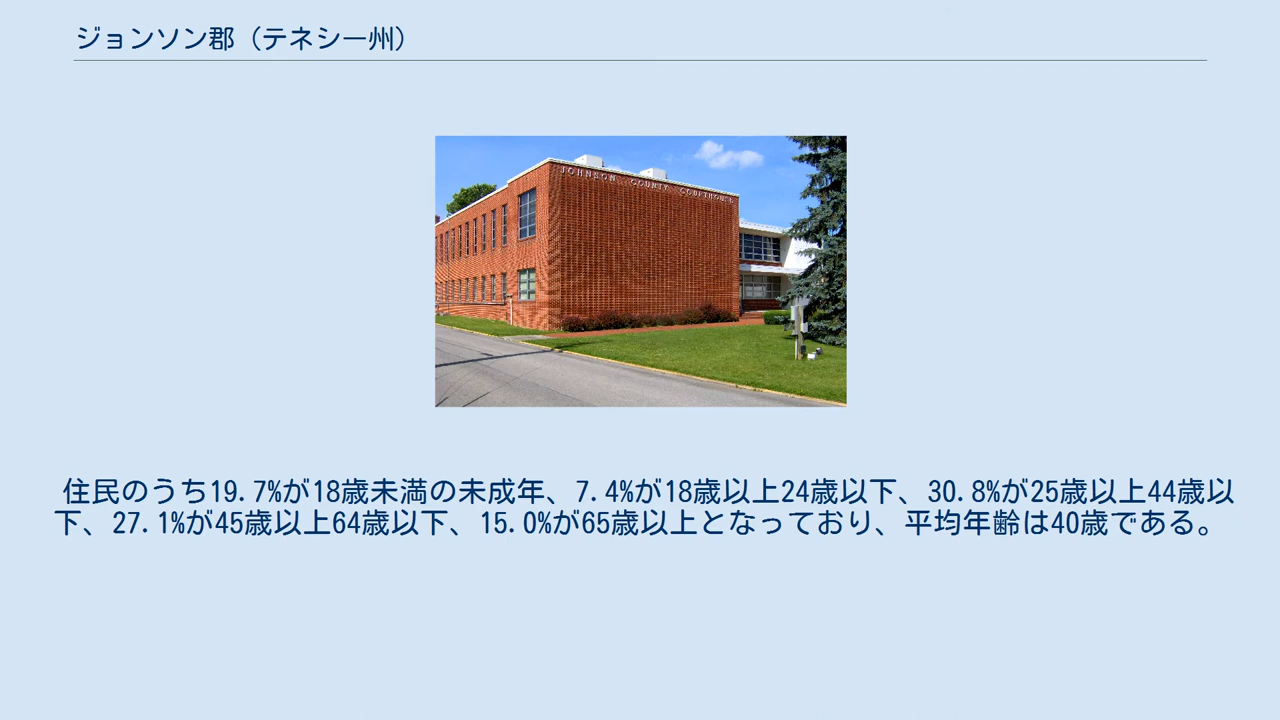 ジョンソン郡（テネシー州）
JOHNSON COUNTY COURTHOUSE
住民のうち19.7%が18歳未満の未成年、7.4%が18歳以上24歳以下、30.8%が25歳以上44歳以
下、27.1%が45歳以上64歳以下、15.0%が65歳以上となっており、平均年齢は40歳である。